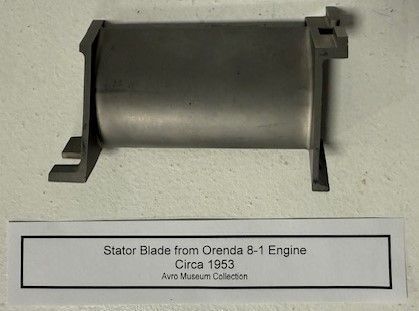 Stator Blade from Orenda 8-1 Engine
Circa 1953
Avro Museum Collection